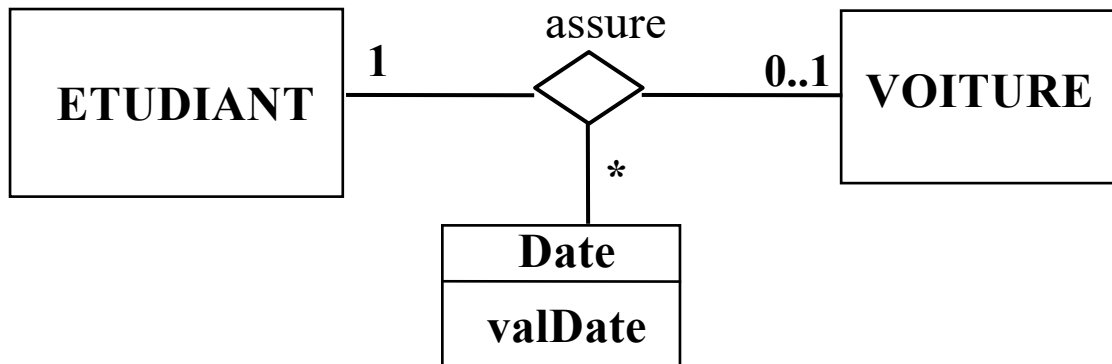 assure
1
0..1
ETUDIANT
VOITURE
*
Date
valDate